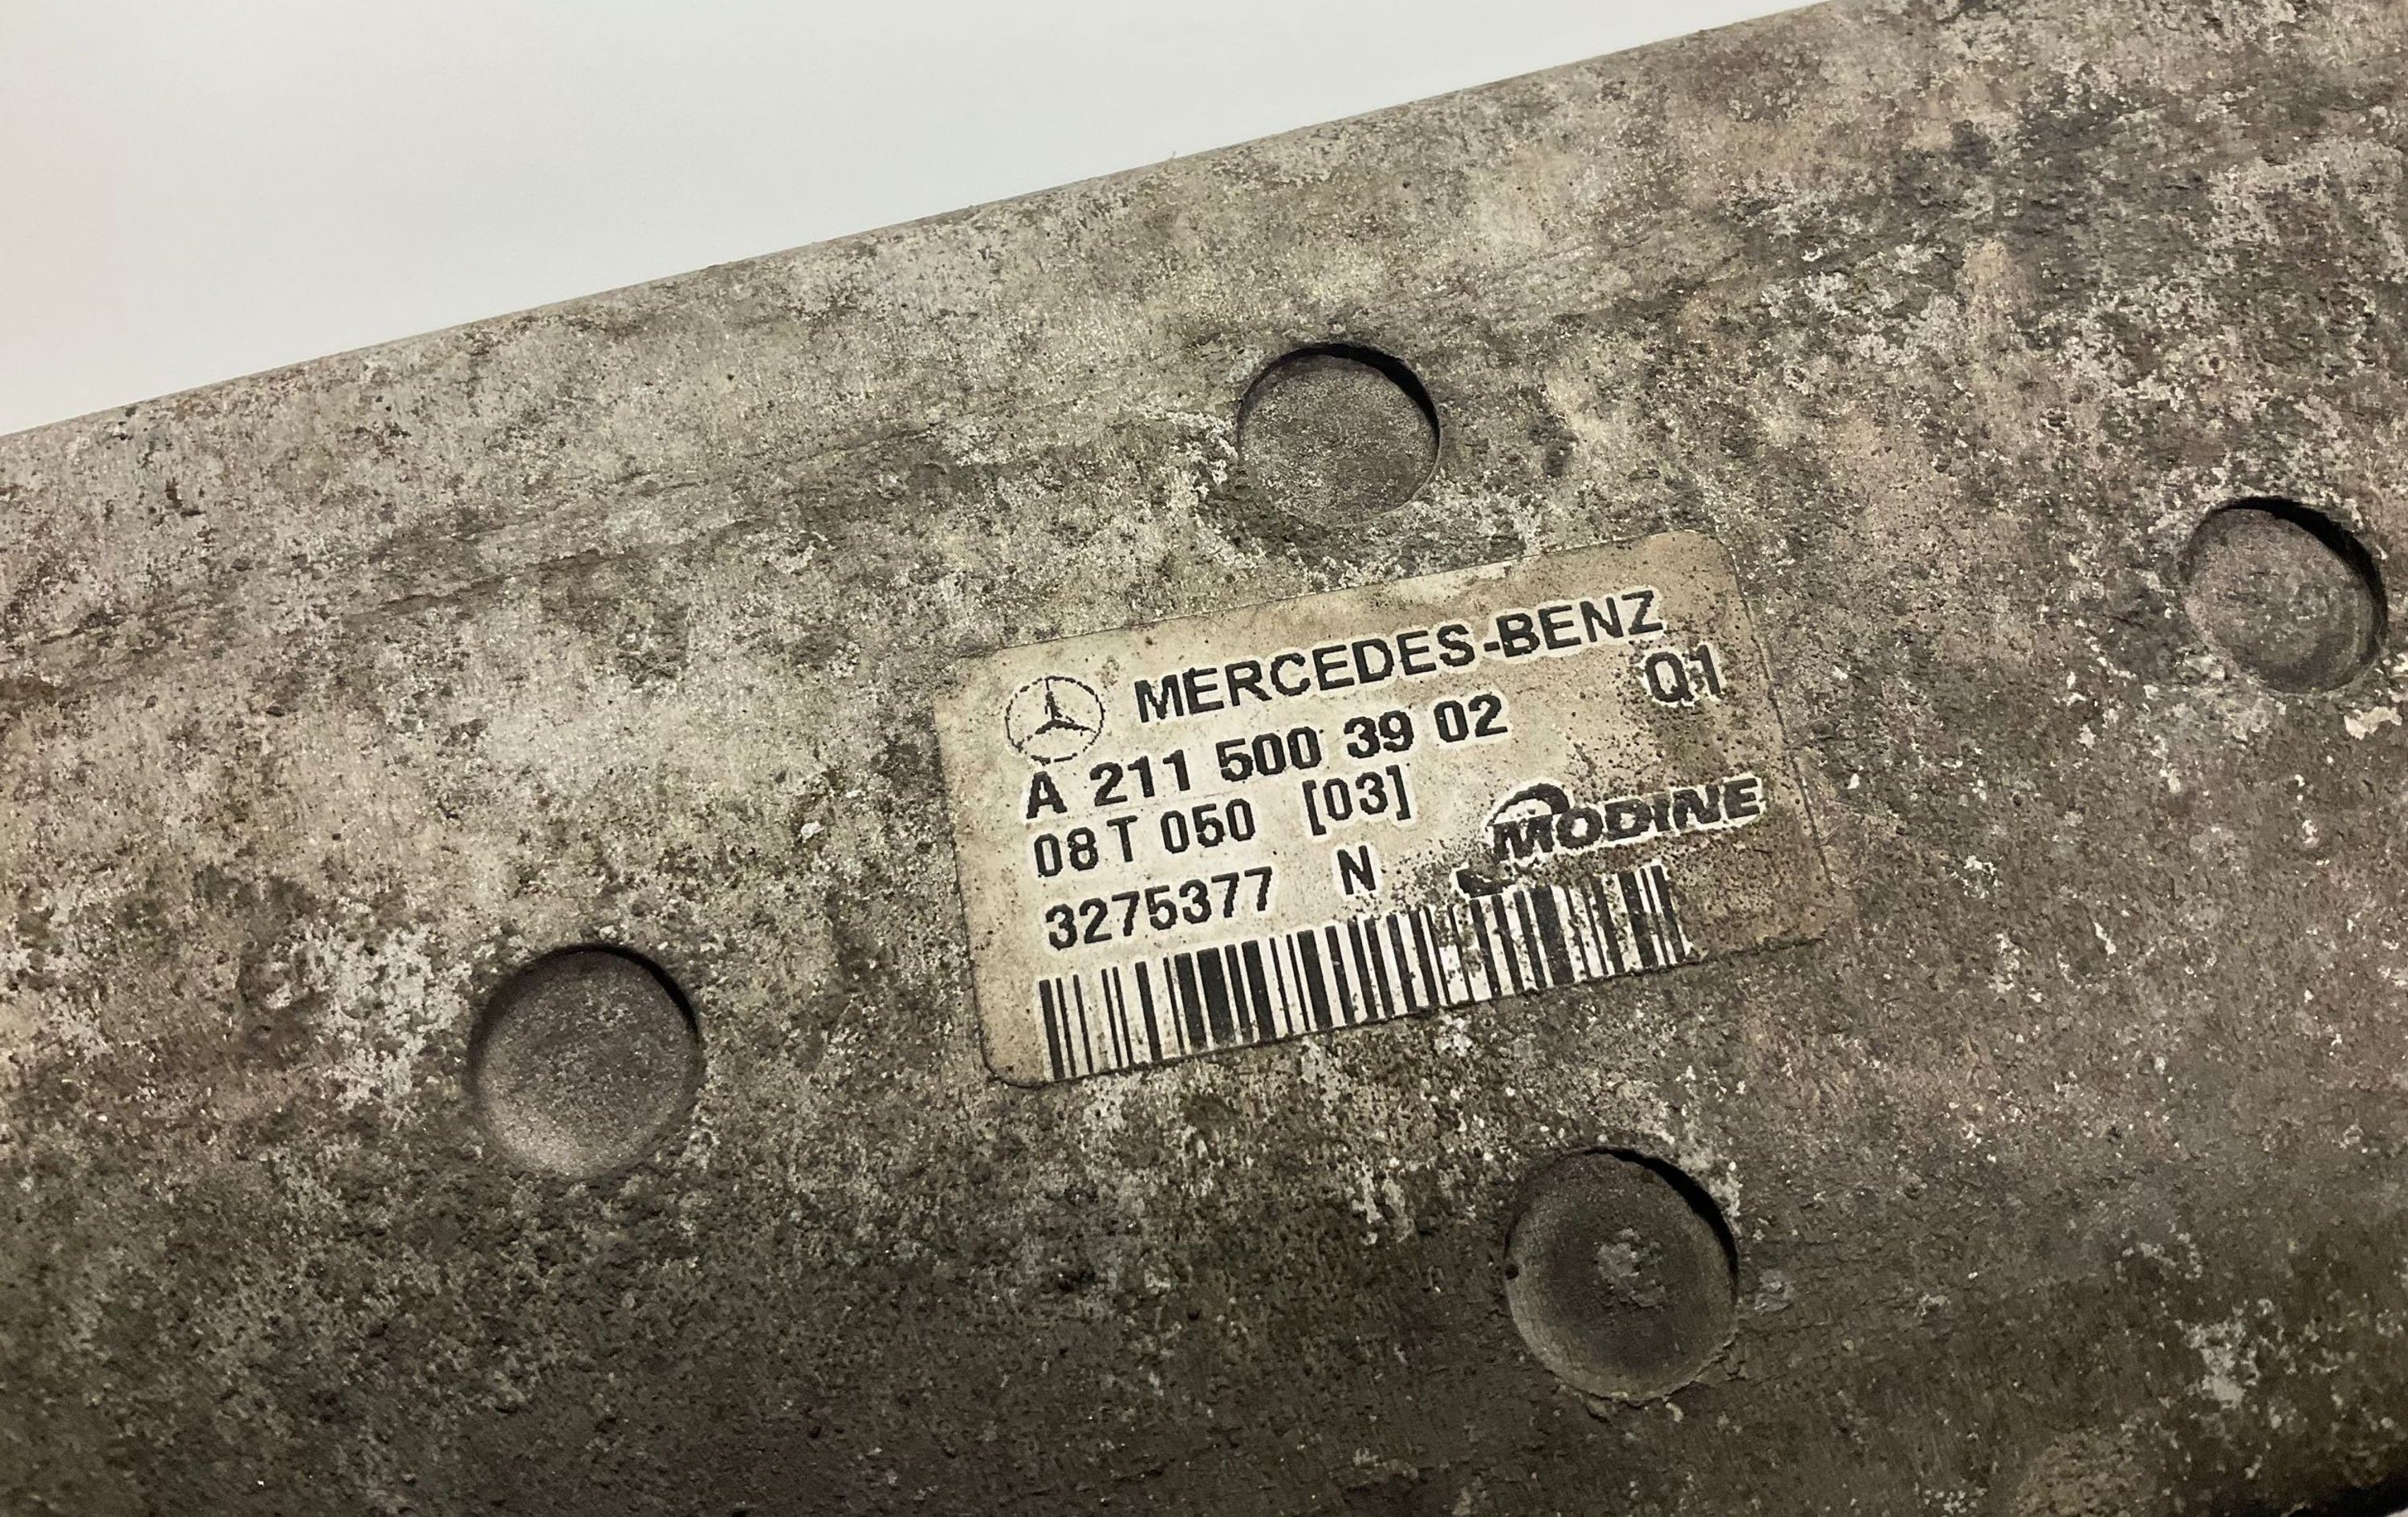 MERCEDES-BENZ
A 211 500 39 02 Q1
08 T 050 [03]
MODINE
3275377 N